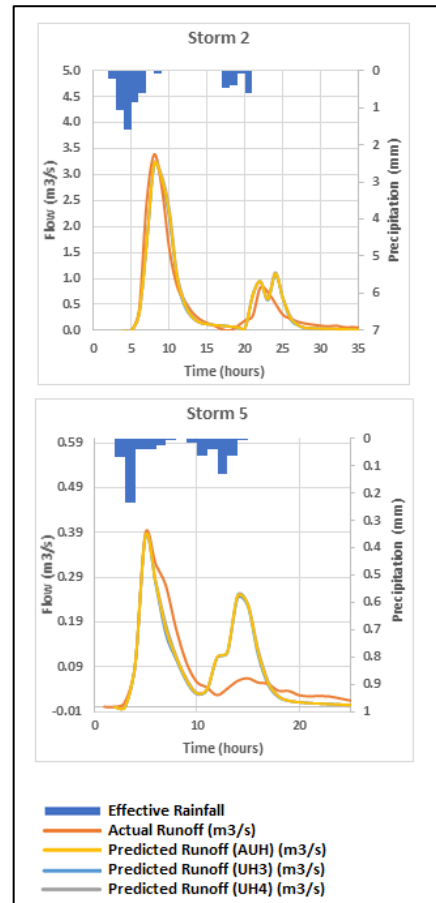 Storm 2
5.0
4.5
4.0
3.5
3.0
2.5
2.0
1.5
1.0
0.5
0.0
Flow (m3/s)
0
1
2
3
4
5
6
7
Precipitation (mm)
0 5 10 15 20 25 30 35
Time (hours)
Storm 5
0.59
0.49
0.39
0.29
0.19
0.09
-0.01
Flow (m3/s)
0
0.1
0.2
0.3
0.4
0.5
0.6
0.7
0.8
0.9
1
Precipitation (mm)
0 10 20
Time (hours)
Effective Rainfall
Actual Runoff (m3/s)
Predicted Runoff (AUH) (m3/s)
Predicted Runoff (UH3) (m3/s)
Predicted Runoff (UH4) (m3/s)